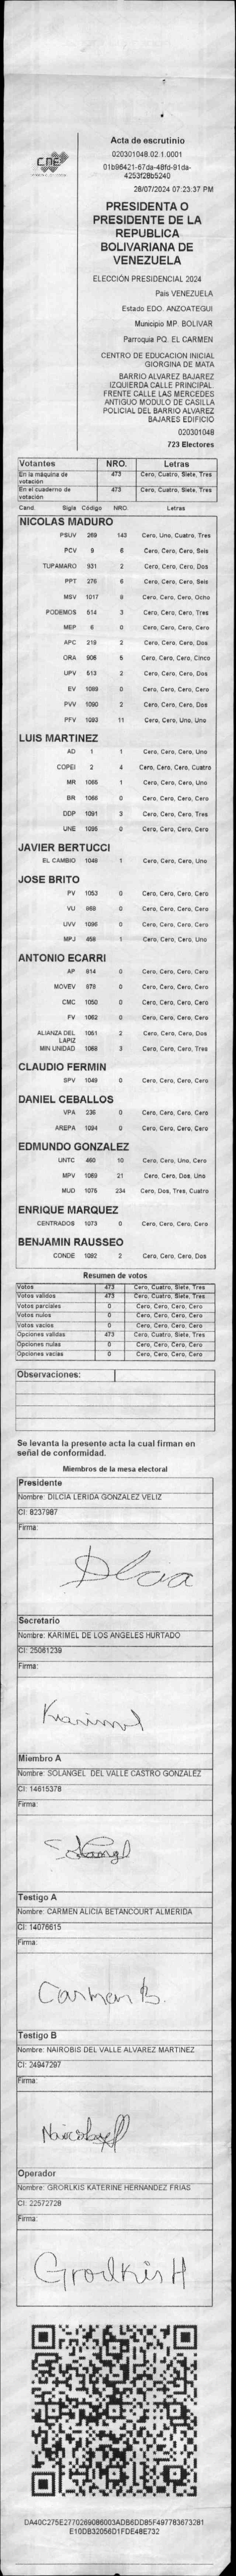 CNE
Acta de escrutinio
020301048.02.1.0001
01b96421-67da-48fd-91da-
4253f28b5240
28/07/2024 07:23:37 PM
PRESIDENTA O
PRESIDENTE DE LA
REPUBLICA
BOLIVARIANA DE
VENEZUELA
ELECCIÓN PRESIDENCIAL 2024
País VENEZUELA
Estado EDO. ANZOATEGUI
Municipio MP. BOLIVAR
Parroquia PQ. EL CARMEN
CENTRO DE EDUCACION INICIAL
GIORGINA DE MATA
BARRIO ALVAREZ BAJAREZ
IZQUIERDA CALLE PRINCIPAL.
FRENTE CALLE LAS MERCEDES
ANTIGUO MODULO DE CASILLA
POLICIAL DEL BARRIO ALVAREZ
BAJARES EDIFICIO
020301048
723 Electores
Votantes NRO. Letras
En la máquina de votación 473 Cero, Cuatro, Siete, Tres
En el cuaderno de votación 473 Cero, Cuatro, Siete, Tres
Cand. Sigla Código NRO. Letras
NICOLAS MADURO
PSUV 269 143 Cero, Uno, Cuatro, Tres
PCV 9 6 Cero, Cero, Cero, Seis
TUPAMARO 931 2 Cero, Cero, Cero, Dos
PPT 276 6 Cero, Cero, Cero, Seis
MSV 1017 8 Cero, Cero, Cero, Ocho
PODEMOS 514 3 Cero, Cero, Cero, Tres
MEP 6 0 Cero, Cero, Cero, Cero
APC 219 2 Cero, Cero, Cero, Dos
ORA 906 5 Cero, Cero, Cero, Cinco
UPV 613 2 Cero, Cero, Cero, Dos
EV 1089 0 Cero, Cero, Cero, Cero
PVV 1090 2 Cero, Cero, Cero, Dos
PFV 1093 11 Cero, Cero, Uno, Uno
LUIS MARTINEZ
AD 1 1 Cero, Cero, Cero, Uno
COPEI 2 4 Cero, Cero, Cero, Cuatro
MR 1066 1 Cero, Cero, Cero, Uno
BR 1068 0 Cero, Cero, Cero, Cero
DDP 1091 3 Cero, Cero, Cero, Tres
UNE 1095 0 Cero, Cero, Cero, Cero
JAVIER BERTUCCI
EL CAMBIO 1048 1 Cero, Cero, Cero, Uno
JOSE BRITO
PV 1053 0 Cero, Cero, Cero, Cero
VU 868 0 Cero, Cero, Cero, Cero
UVV 1096 0 Cero, Cero, Cero, Cero
MPJ 458 1 Cero, Cero, Cero, Uno
ANTONIO ECARRI
AP 814 0 Cero, Cero, Cero, Cero
MOVEV 878 0 Cero, Cero, Cero, Cero
CMC 1050 0 Cero, Cero, Cero, Cero
FV 1062 0 Cero, Cero, Cero, Cero
ALIANZA DEL LAPIZ 1051 2 Cero, Cero, Cero, Dos
MIN UNIDAD 1068 3 Cero, Cero, Cero, Tres
CLAUDIO FERMIN
SPV 1049 0 Cero, Cero, Cero, Cero
DANIEL CEBALLOS
VPA 236 0 Cero, Cero, Cero, Cero
AREPA 1094 0 Cero, Cero, Cero, Cero
EDMUNDO GONZALEZ
UNTC 460 10 Cero, Cero, Uno, Cero
MPV 1069 21 Cero, Cero, Dos, Uno
MUD 1076 234 Cero, Dos, Tres, Cuatro
ENRIQUE MARQUEZ
CENTRADOS 1073 0 Cero, Cero, Cero, Cero
BENJAMIN RAUSSEO
CONDE 1092 2 Cero, Cero, Cero, Dos
Resumen de votos
Votos 473 Cero, Cuatro, Siete, Tres
Votos validos 473 Cero, Cuatro, Siete, Tres
Votos parciales 0 Cero, Cero, Cero, Cero
Votos nulos 0 Cero, Cero, Cero, Cero
Votos vacios 0 Cero, Cero, Cero, Cero
Opciones validas 473 Cero, Cuatro, Siete, Tres
Opciones nulas 0 Cero, Cero, Cero, Cero
Opciones vacias 0 Cero, Cero, Cero, Cero
Observaciones:
Se levanta la presente acta la cual firman en
señal de conformidad.
Miembros de la mesa electoral
Presidente
Nombre: DILCIA LERIDA GONZALEZ VELIZ
CI: 8237987
Firma:
Secretario
Nombre: KARIMEL DE LOS ANGELES HURTADO
CI: 25061239
Firma:
Karimel
Miembro A
Nombre: SOLANGEL DEL VALLE CASTRO GONZALEZ
CI: 14615378
Firma:
Solangel
Testigo A
Nombre: CARMEN ALICIA BETANCOURT ALMERIDA
CI: 14076615
Firma:
Carmen B.
Testigo B
Nombre: NAIROBIS DEL VALLE ALVAREZ MARTINEZ
CI: 24947297
Firma:
Operador
Nombre: GRORLKIS KATERINE HERNANDEZ FRIAS
CI: 22572728
Firma:
Grorlkis H
DA40C275E2770269086003ADB6DD85F497783673281
E10DB32056D1FDE48E732